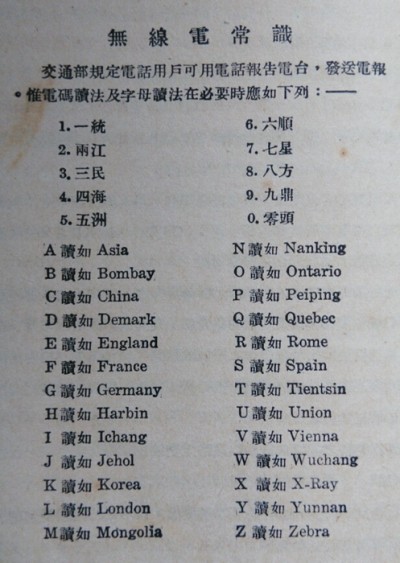 無線電常識
交通部規定電話用戶可用電話報告電台，發送電報
，惟電碼讀法及字母讀法在必要時應如下列：——
1. 一統
2. 兩江
3. 三民
4. 四海
5. 五洲
6. 六順
7. 七星
8. 八方
9. 九鼎
0. 零頭
A 讀如 Asia
B 讀如 Bombay
C 讀如 China
D 讀如 Demark
E 讀如 England
F 讀如 France
G 讀如 Germany
H 讀如 Harbin
I 讀如 Ichang
J 讀如 Jehol
K 讀如 Korea
L 讀如 London
M 讀如 Mongolia
N 讀如 Nanking
O 讀如 Ontario
P 讀如 Peiping
Q 讀如 Quebec
R 讀如 Rome
S 讀如 Spain
T 讀如 Tientsin
U 讀如 Union
V 讀如 Vienna
W 讀如 Wuchang
X 讀如 X-Ray
Y 讀如 Yunnan
Z 讀如 Zebra